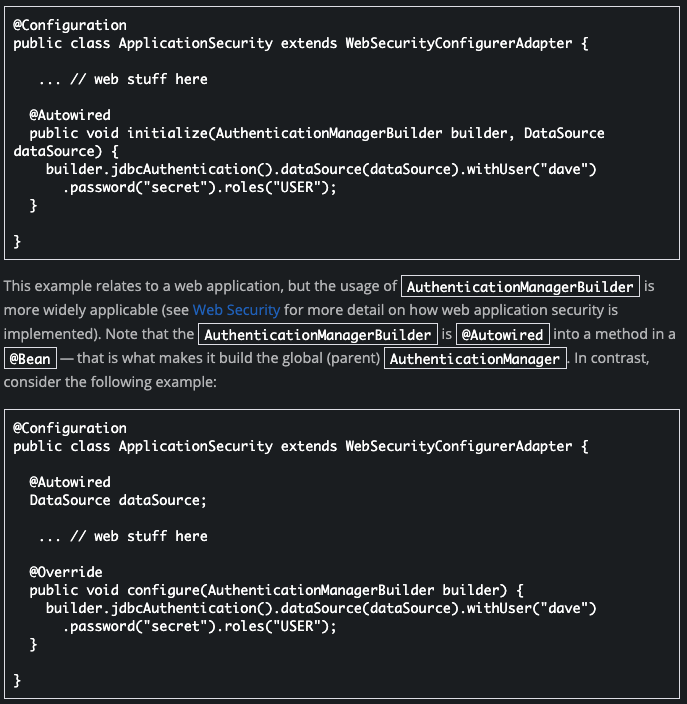 @Configuration
public class ApplicationSecurity extends WebSecurityConfigurerAdapter {
   ... // web stuff here
  @Autowired
  public void initialize(AuthenticationManagerBuilder builder, DataSource
dataSource) {
    builder.jdbcAuthentication().dataSource(dataSource).withUser("dave")
      .password("secret").roles("USER");
  }
}
This example relates to a web application, but the usage of AuthenticationManagerBuilder is
more widely applicable (see Web Security for more detail on how web application security is
implemented). Note that the AuthenticationManagerBuilder is @Autowired into a method in a
@Bean — that is what makes it build the global (parent) AuthenticationManager. In contrast,
consider the following example:
@Configuration
public class ApplicationSecurity extends WebSecurityConfigurerAdapter {
  @Autowired
  DataSource dataSource;
   ... // web stuff here
  @Override
  public void configure(AuthenticationManagerBuilder builder) {
    builder.jdbcAuthentication().dataSource(dataSource).withUser("dave")
      .password("secret").roles("USER");
  }
}